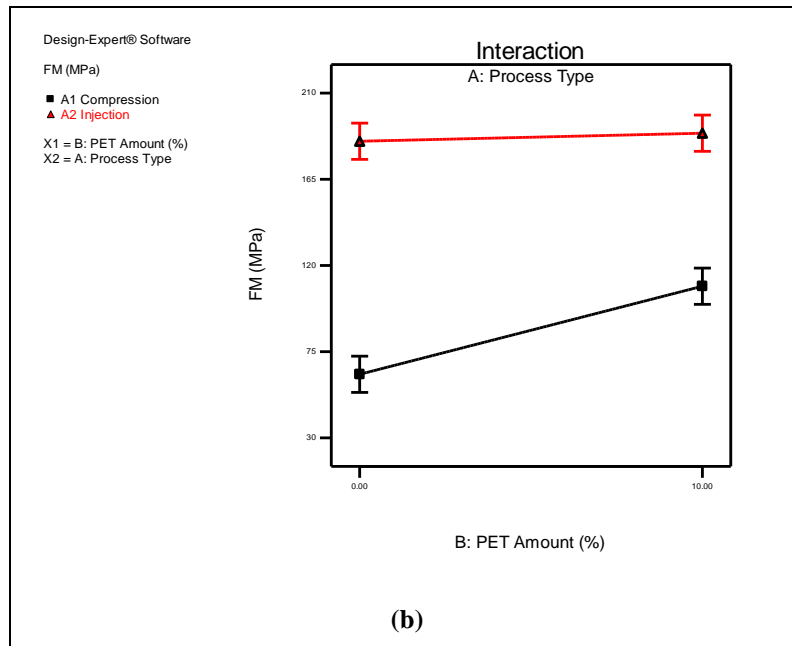 Design-Expert® Software
FM (MPa)
A1 Compression
A2 Injection
X1 = B: PET Amount (%)
X2 = A: Process Type
Interaction
A: Process Type
210
165
120
75
30
FM (MPa)
0.00
10.00
B: PET Amount (%)
(b)